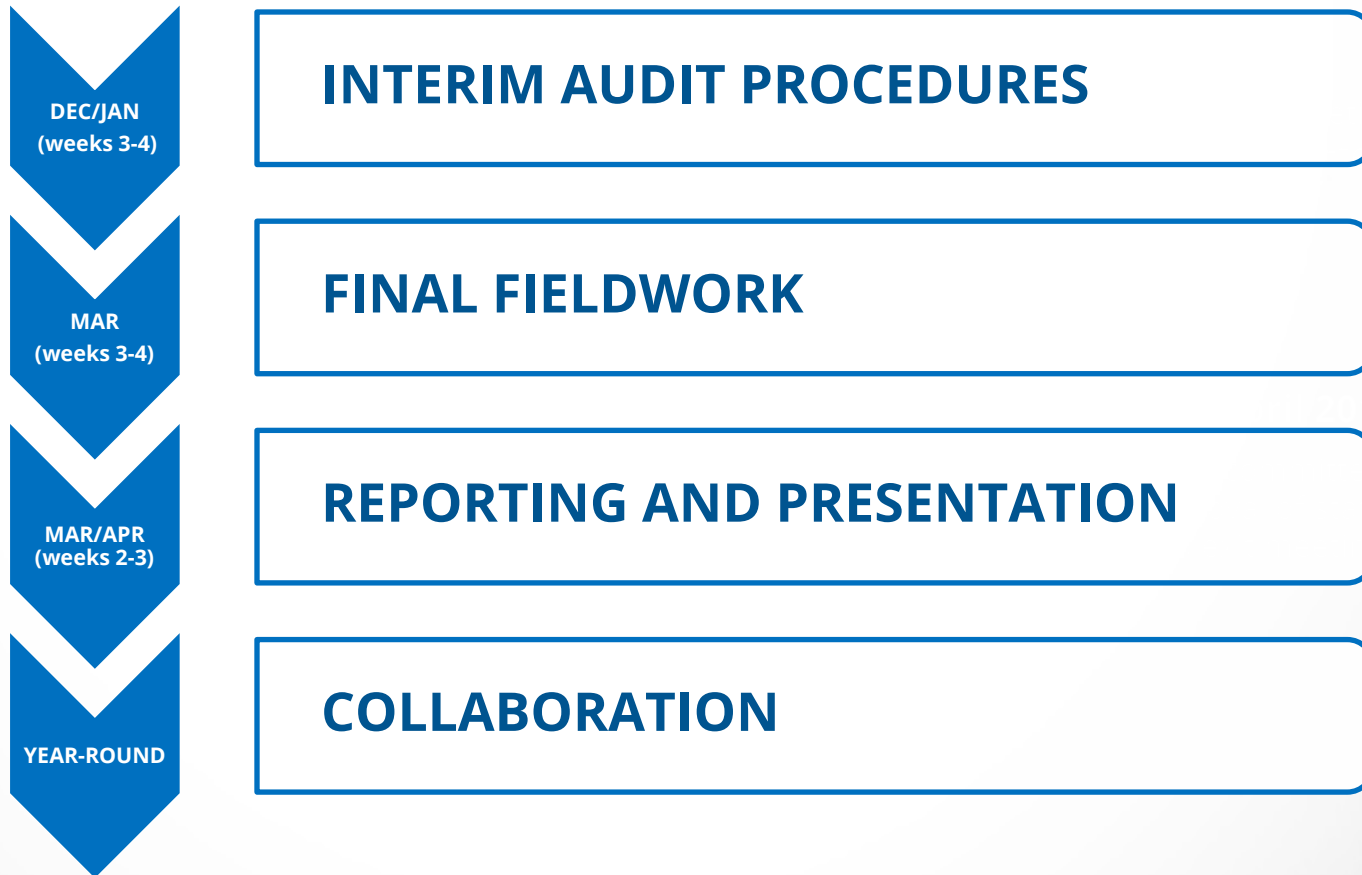 DEC/JAN
(weeks 3-4)
INTERIM AUDIT PROCEDURES
MAR
(weeks 3-4)
FINAL FIELDWORK
MAR/APR
(weeks 2-3)
REPORTING AND PRESENTATION
YEAR-ROUND
COLLABORATION